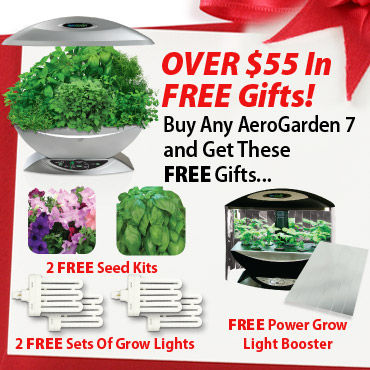 OVER $55 In
FREE Gifts!
Buy Any AeroGarden 7
and Get These
FREE Gifts...
2 FREE Seed Kits
2 FREE Sets Of Grow Lights
FREE Power Grow
Light Booster